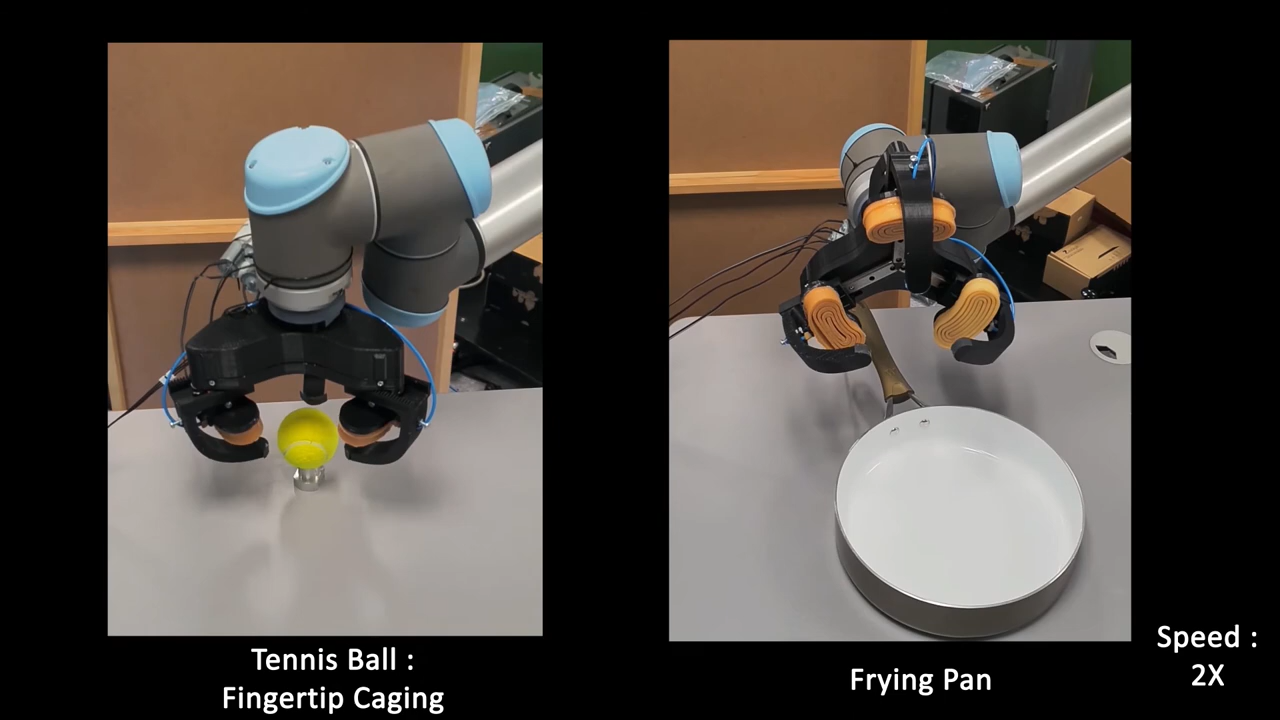 Tennis Ball :
Fingertip Caging
Frying Pan
Speed :
2X